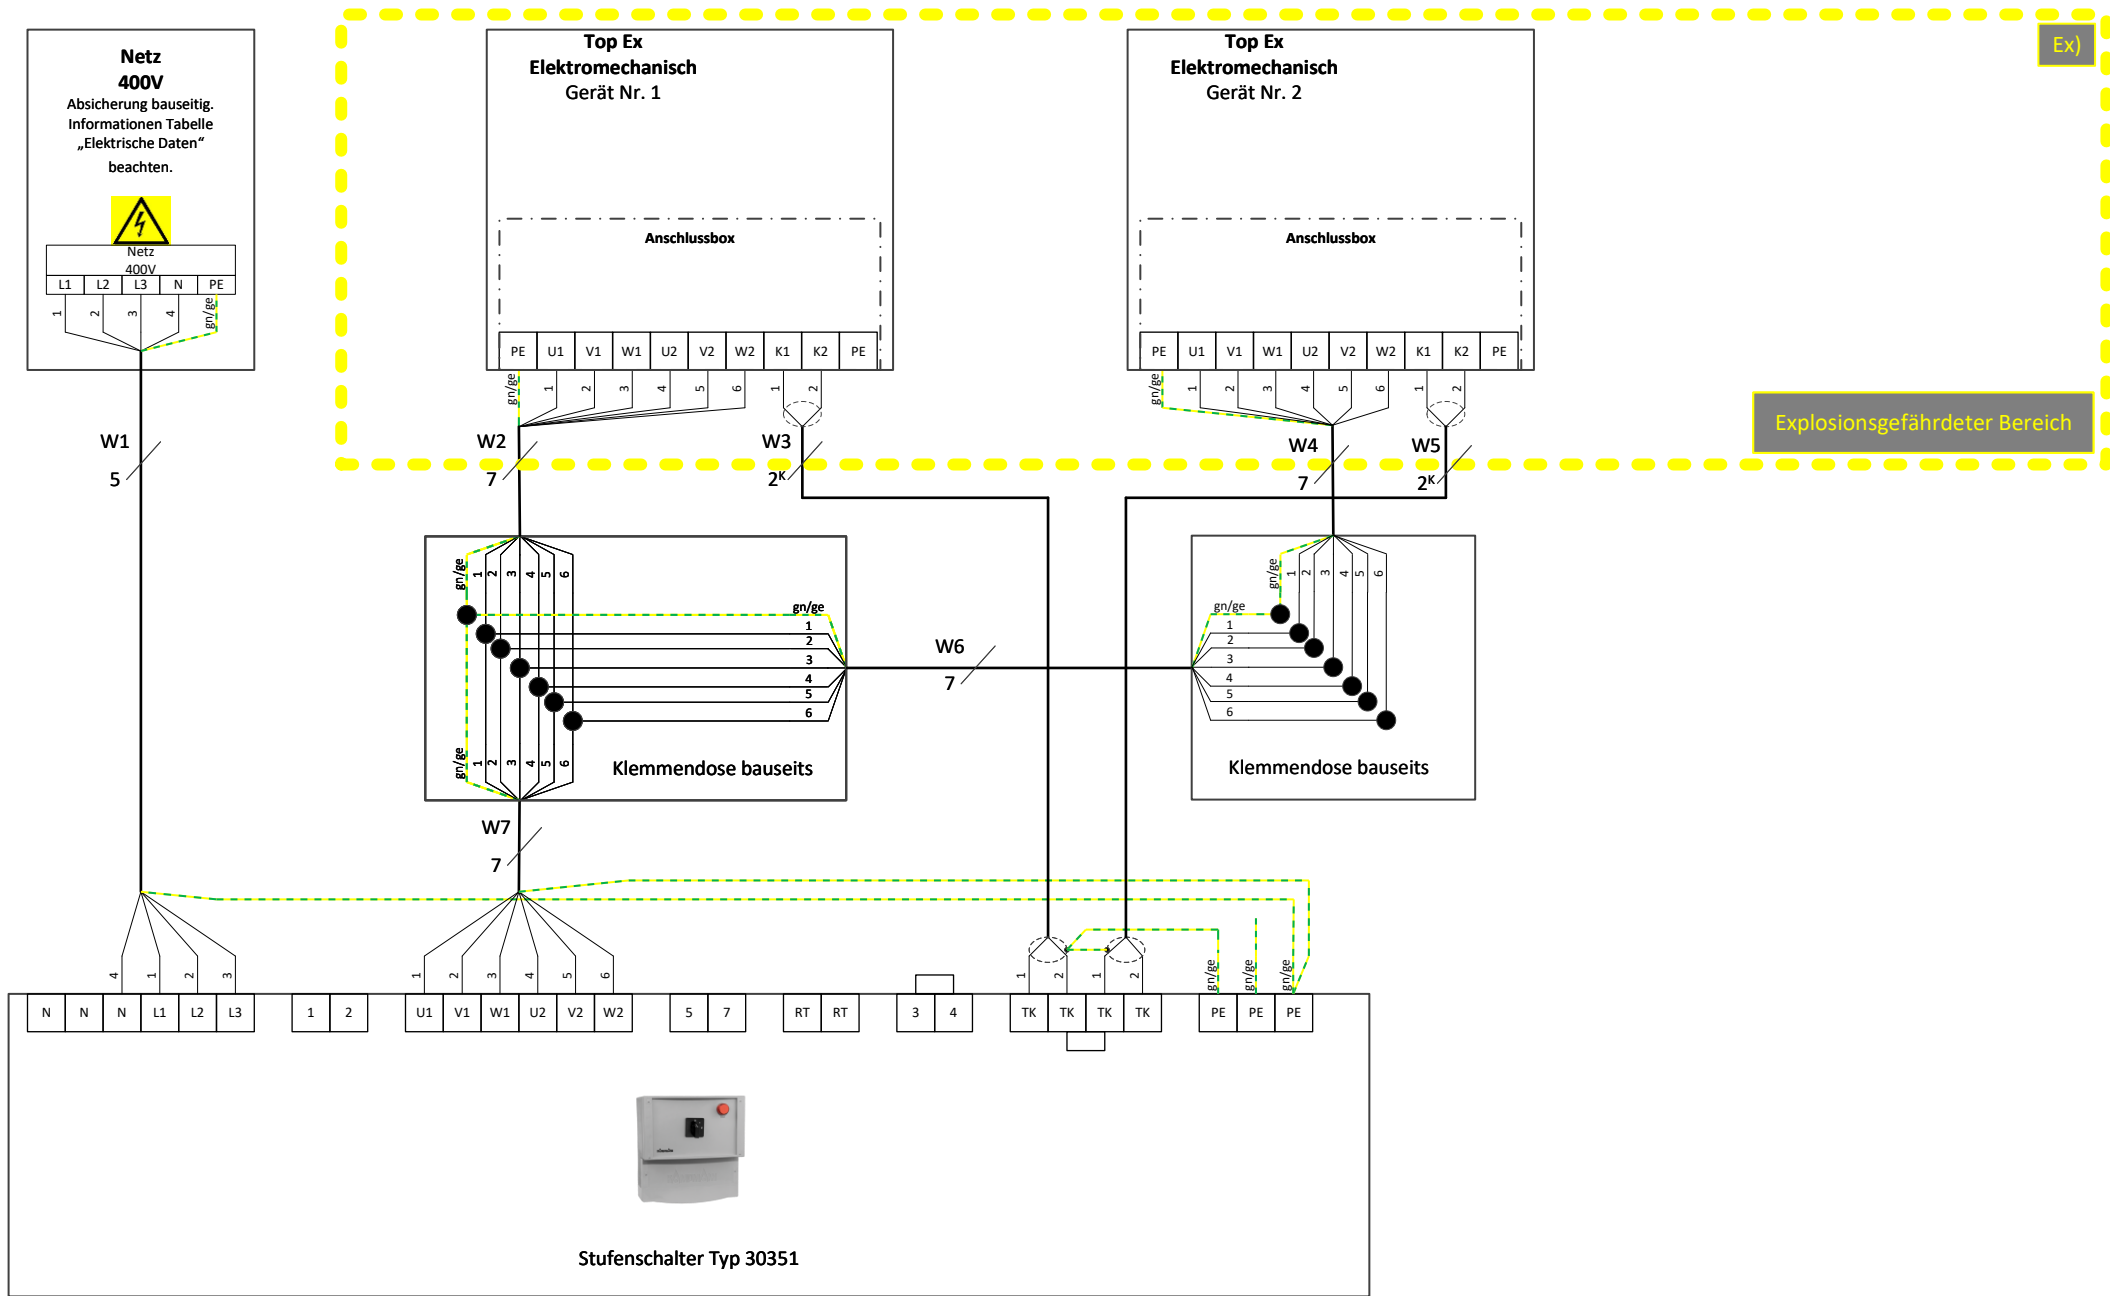 Netz
400V
Absicherung bauseitig.
Informationen Tabelle
„Elektrische Daten“
beachten.
Netz
400V
L1 L2 L3 N PE
1 2 3 4 gn/ge
Top Ex
Elektromechanisch
Gerät Nr. 1
Anschlussbox
PE U1 V1 W1 U2 V2 W2 K1 K2 PE
gn/ge 1 2 3 4 5 6 1 2
Top Ex
Elektromechanisch
Gerät Nr. 2
Anschlussbox
PE U1 V1 W1 U2 V2 W2 K1 K2 PE
gn/ge 1 2 3 4 5 6 1 2
Ex)
Explosionsgefährdeter Bereich
W1
5
W2
7
W3
2ᴷ
W4
7
W5
2ᴷ
gn/ge 1 2 3 4 5 6
gn/ge
1
2
3
4
5
6
gn/ge 1 2 3 4 5 6
Klemmendose bauseits
W6
7
gn/ge 1 2 3 4 5 6
gn/ge
1
2
3
4
5
6
Klemmendose bauseits
W7
7
4 1 2 3
1 2 3 4 5 6
1 2 1 2
gn/ge gn/ge gn/ge
N N N L1 L2 L3
1 2
U1 V1 W1 U2 V2 W2
5 7
RT RT
3 4
TK TK TK TK
PE PE PE
Stufenschalter Typ 30351